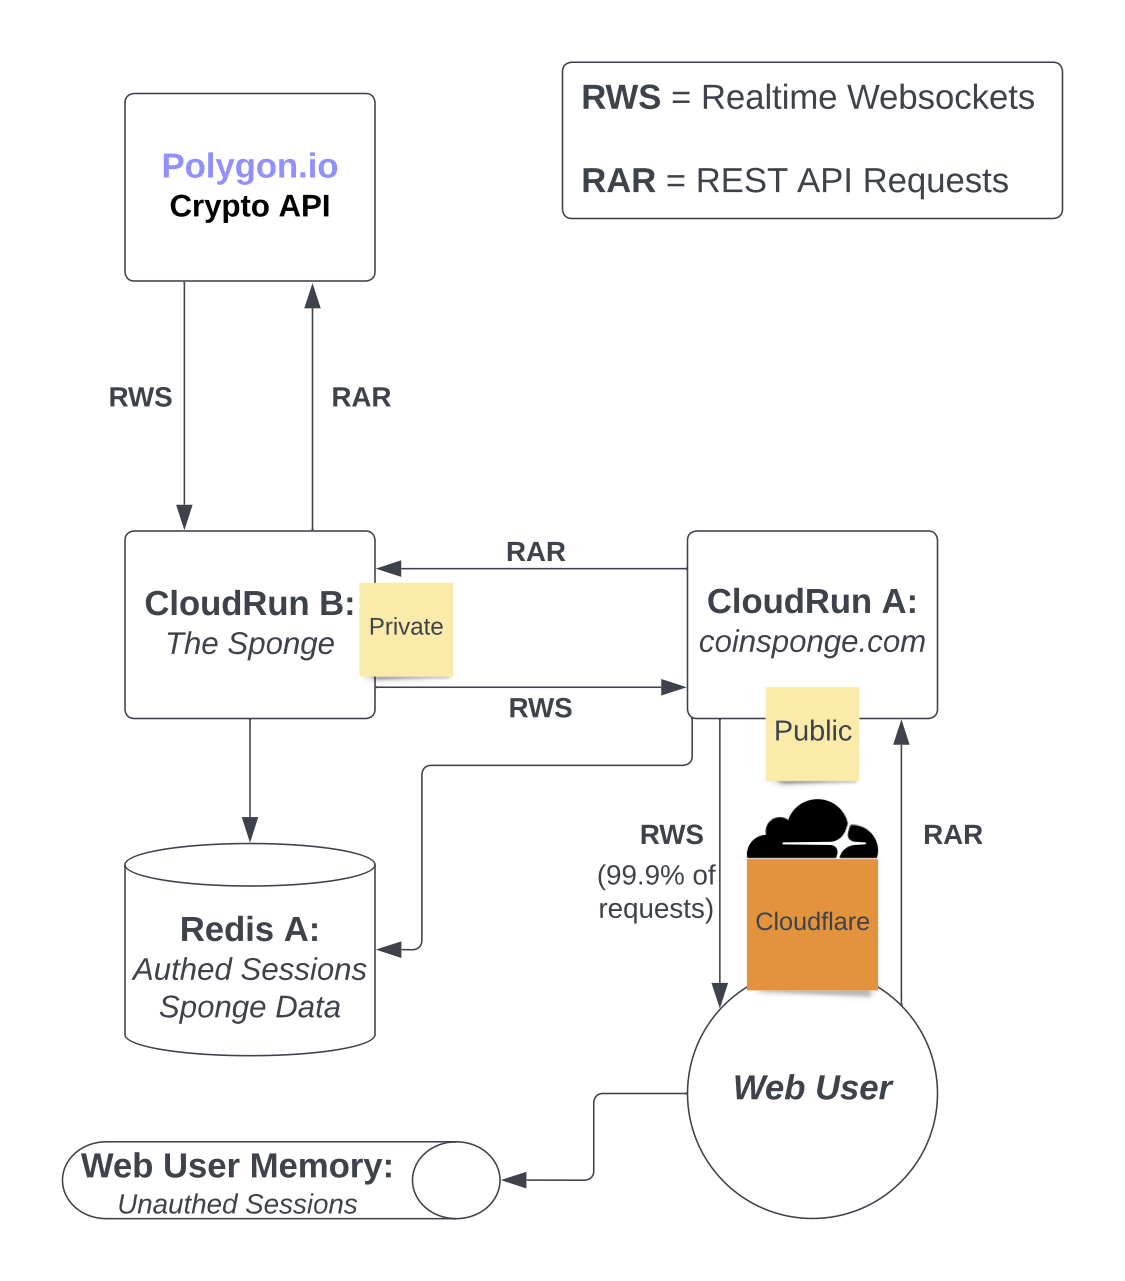 RWS = Realtime Websockets
RAR = REST API Requests
Polygon.io
Crypto API
RWS
RAR
RAR
CloudRun B:
The Sponge
Private
CloudRun A:
coinsponge.com
RWS
Public
RWS
(99.9% of
requests)
RAR
Cloudflare
Redis A:
Authed Sessions
Sponge Data
Web User
Web User Memory:
Unauthed Sessions